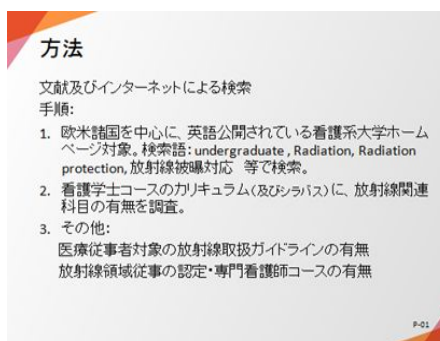 方法
文献及びインターネットによる検索
手順:
1. 欧米諸国を中心に、英語公開されている看護系大学ホーム
ページ対象。検索語：undergraduate , Radiation, Radiation
protection, 放射線被曝対応　等で検索。
2. 看護学士コースのカリキュラム（及びシラバス）に、放射線関連
科目の有無を調査。
3. その他:
医療従事者対象の放射線取扱ガイドラインの有無
放射線領域従事の認定・専門看護師コースの有無
P-01